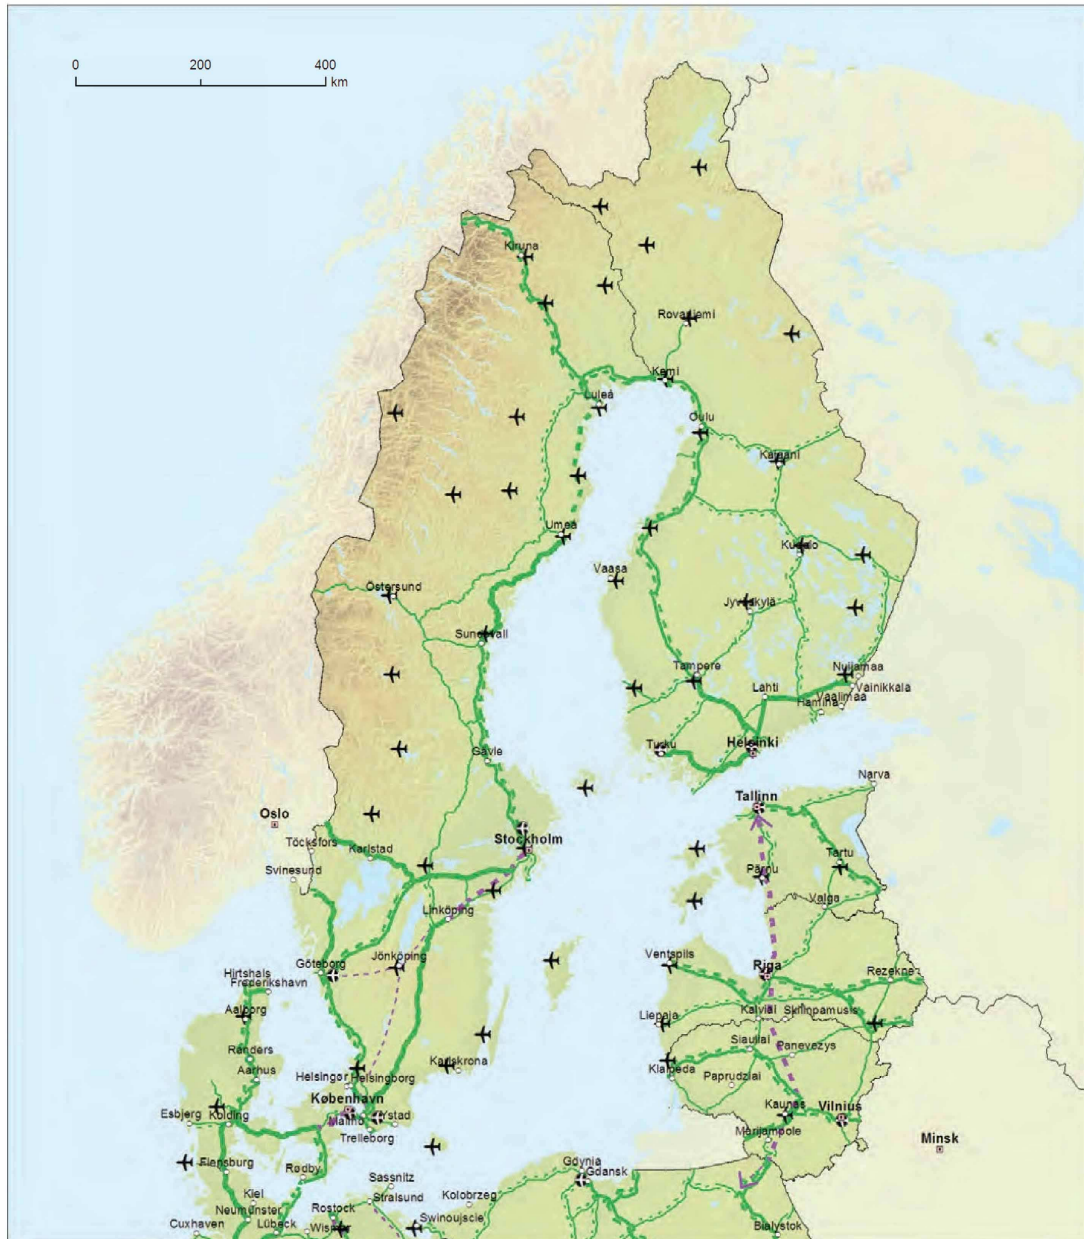 0 200 400
km
Kiruna
Rovaniemi
Kemi
Luleå
Oulu
Kajaani
Umeå
Kuopio
Vaasa
Östersund
Jyväskylä
Sundsvall
Tampere
Nuijamaa
Vainikkala
Lahti
Vaalimaa
Hamina
Turku
Helsinki
Gävle
Narva
Tallinn
Oslo
Stockholm
Töcksfors
Karlstad
Tartu
Svinesund
Pärnu
Valga
Linköping
Jönköping
Göteborg
Ventspils
Riga
Rezekne
Hirtshals
Frederikshavn
Aalborg
Liepaja
Kalviai
Skilinpamusis
Randers
Siauliai
Panevezys
Aarhus
Karlskrona
Klaipeda
Paprudziai
Helsingør
Helsingborg
København
Kaunas
Vilnius
Esbjerg
Kolding
Malmö
Ystad
Trelleborg
Marijampole
Minsk
Flensburg
Rødby
Gdynia
Gdansk
Sassnitz
Kiel
Stralsund
Kolobrzeg
Neumünster
Rostock
Swinoujscie
Cuxhaven
Lübeck
Wismar
Bialystok